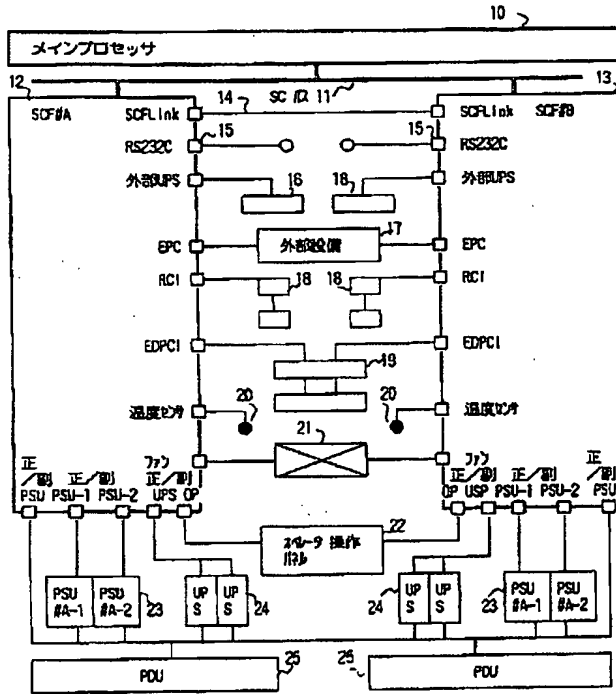 10
メインプロセッサ
12
13
SCF#A
SCFLink
14
SCバス 11
SCFLink
SCF#B
15
RS232C
15
RS232C
外部UPS
16
18
外部UPS
17
EPC
外部設備
EPC
RCI
18
18
RCI
EDPCI
19
EDPCI
温度センサ
20
20
温度センサ
21
ファン
ファン
正/副
PSU
PSU-1
正/副
PSU-2
正/副
UPS
OP
OP
正/副
USP
PSU-1
正/副
PSU-2
正/副
PSU
22
オペレータ操作
パネル
PSU
#A-1
PSU
#A-2
23
UP
S
UP
S
24
24
UP
S
UP
S
23
PSU
#A-1
PSU
#A-2
25
PDU
25
PDU